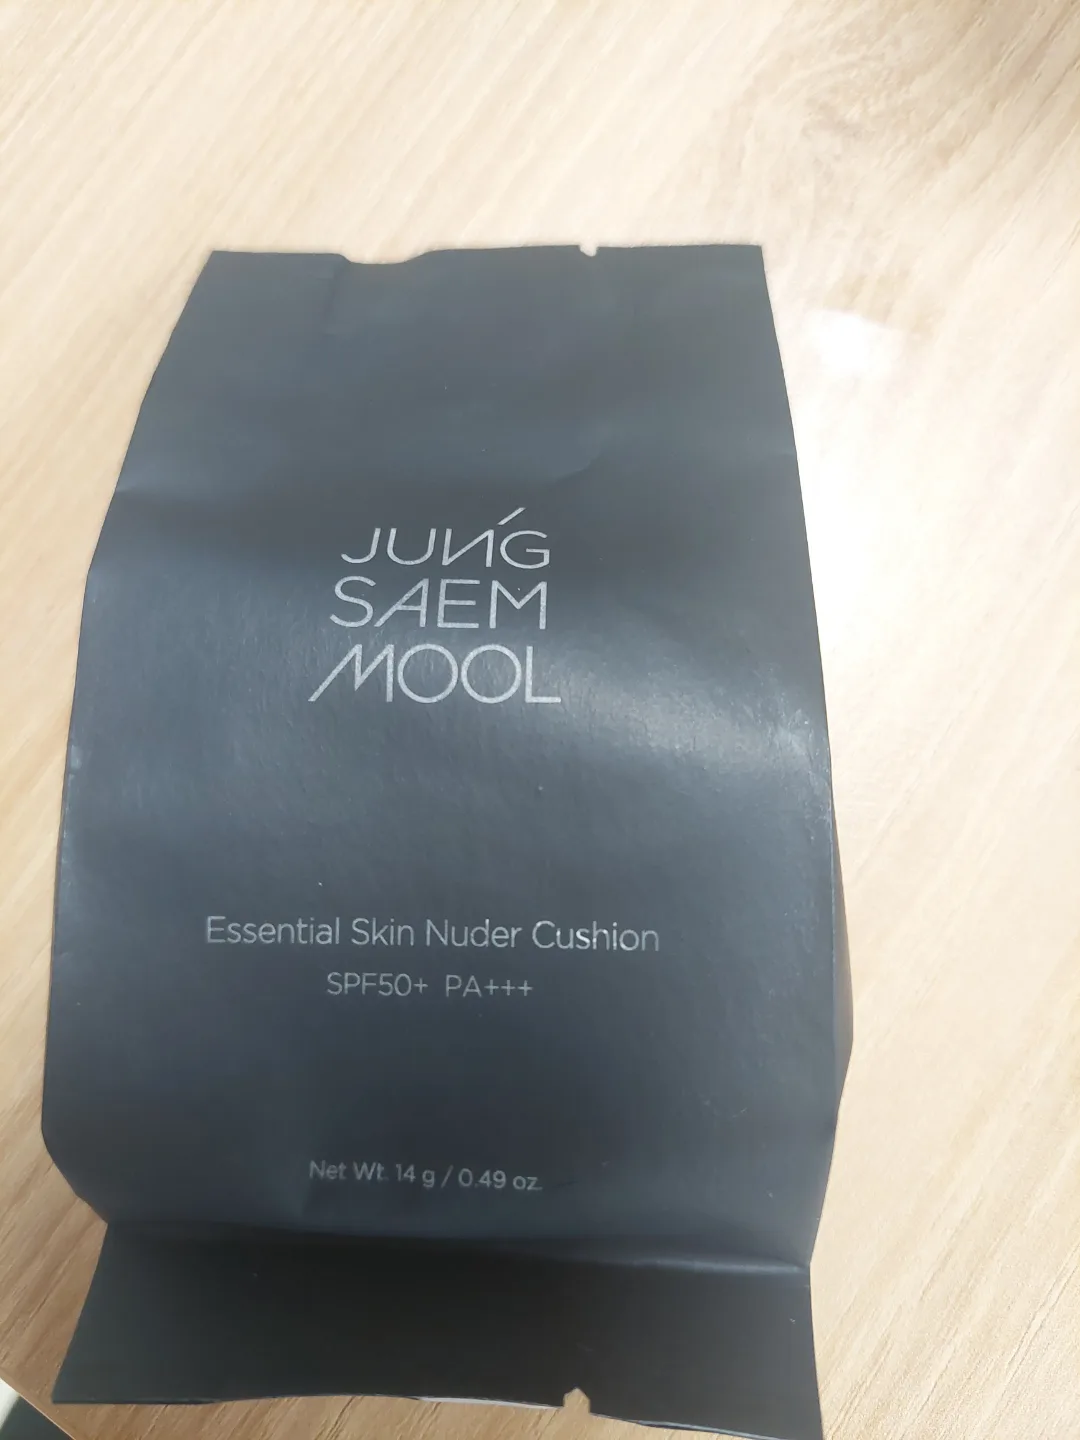 JUNG
SAEM
MOOL
Essential Skin Nuder Cushion
SPF50+ PA+++
Net Wt. 14 g / 0.49 oz.